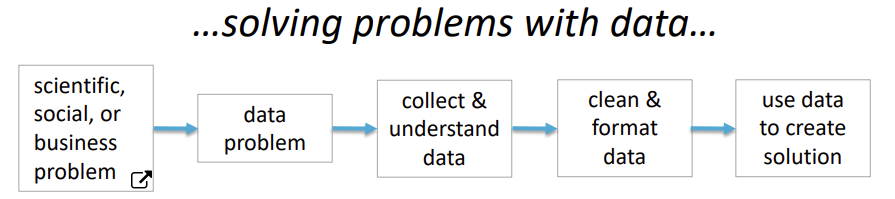 ...solving problems with data...
scientific,
social, or
business
problem
data
problem
collect &
understand
data
clean &
format
data
use data
to create
solution